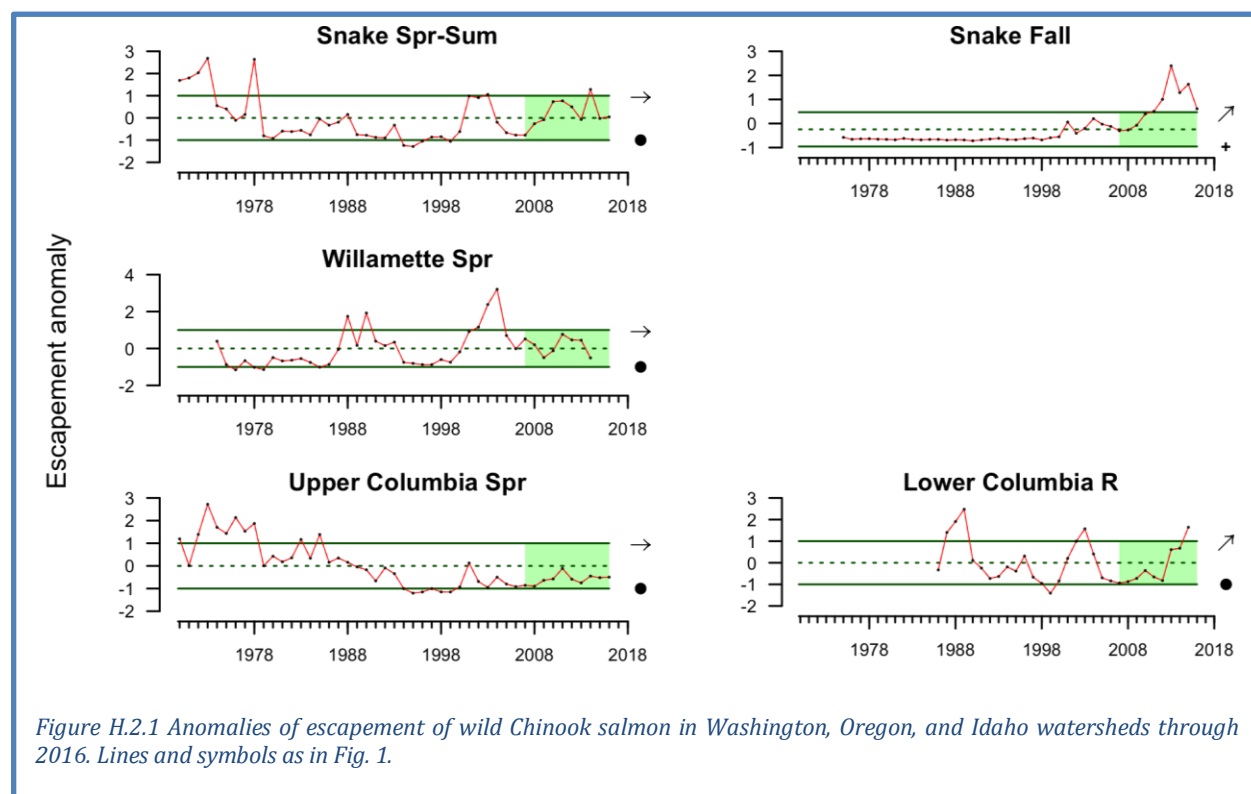 Snake Spr-Sum
3
2
1
0
-1
-2
1978 1988 1998 2008 2018
Snake Fall
3
2
1
0
-1
1978 1988 1998 2008 2018
+
Escapement anomaly
Willamette Spr
4
2
0
-2
1978 1988 1998 2008 2018
Upper Columbia Spr
3
2
1
0
-1
-2
1978 1988 1998 2008 2018
Lower Columbia R
3
2
1
0
-1
-2
1978 1988 1998 2008 2018
Figure H.2.1 Anomalies of escapement of wild Chinook salmon in Washington, Oregon, and Idaho watersheds through
2016. Lines and symbols as in Fig. 1.